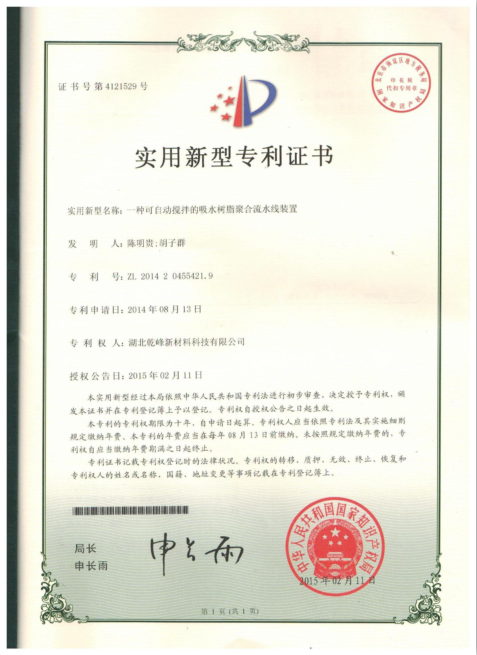 证书号第4121529号
实用新型专利证书
实用新型名称：一种可自动搅拌的吸水树脂聚合流水线装置
发 明 人：陈明贵;胡子群
专 利 号：ZL 2014 2 0455421.9
专利申请日：2014年08月13日
专 利 权 人：湖北乾峰新材料科技有限公司
授权公告日：2015年02月11日
本实用新型经过本局依照中华人民共和国专利法进行初步审查，决定授予专利权，颁
发本证书并在专利登记簿上予以登记。专利权自授权公告之日起生效。
本专利的专利权期限为十年，自申请日起算。专利权人应当依照专利法及其实施细则
规定缴纳年费。本专利的年费应当在每年08月13日前缴纳。未按照规定缴纳年费的，专
利权自应当缴纳年费期满之日起终止。
专利证书记载专利权登记时的法律状况。专利权的转移、质押、无效、终止、恢复和
专利权人的姓名或名称、国籍、地址变更等事项记载在专利登记簿上。
局长
申长雨
申长雨
中华人民共和国国家知识产权局
2015年02月11日
第 1 页 (共 1 页)